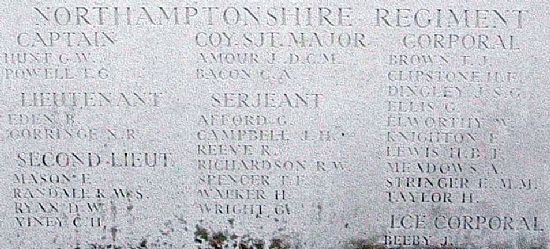 NORTHAMPTONSHIRE REGIMENT
CAPTAIN
HUNT G.W.
POWELL T.G.
LIEUTENANT
EDEN R.
GORRINGE N.R.
SECOND LIEUT.
MASON E.
RANDALL R.W.S.
RYAN D.W.
VINEY C.H.
COY. SJT. MAJOR
AMOUR J. D.C.M.
BACON G.A.
SERJEANT
AFFORD G.
CAMPBELL J.H.
REEVE R.
RICHARDSON R.W.
SPENCER T.F.
WALKER H.
WRIGHT G.
CORPORAL
BROWN T.J.
CLIPSTONE H.F.
DINGLEY J.S.G.
ELLIS G.
ELWORTHY W.
KNIGHTON F.
LEWIS H.B.J.
MEADOWS A.
STRINGER E. M.M.
TAYLOR H.
LCE CORPORAL
BEEBY J.